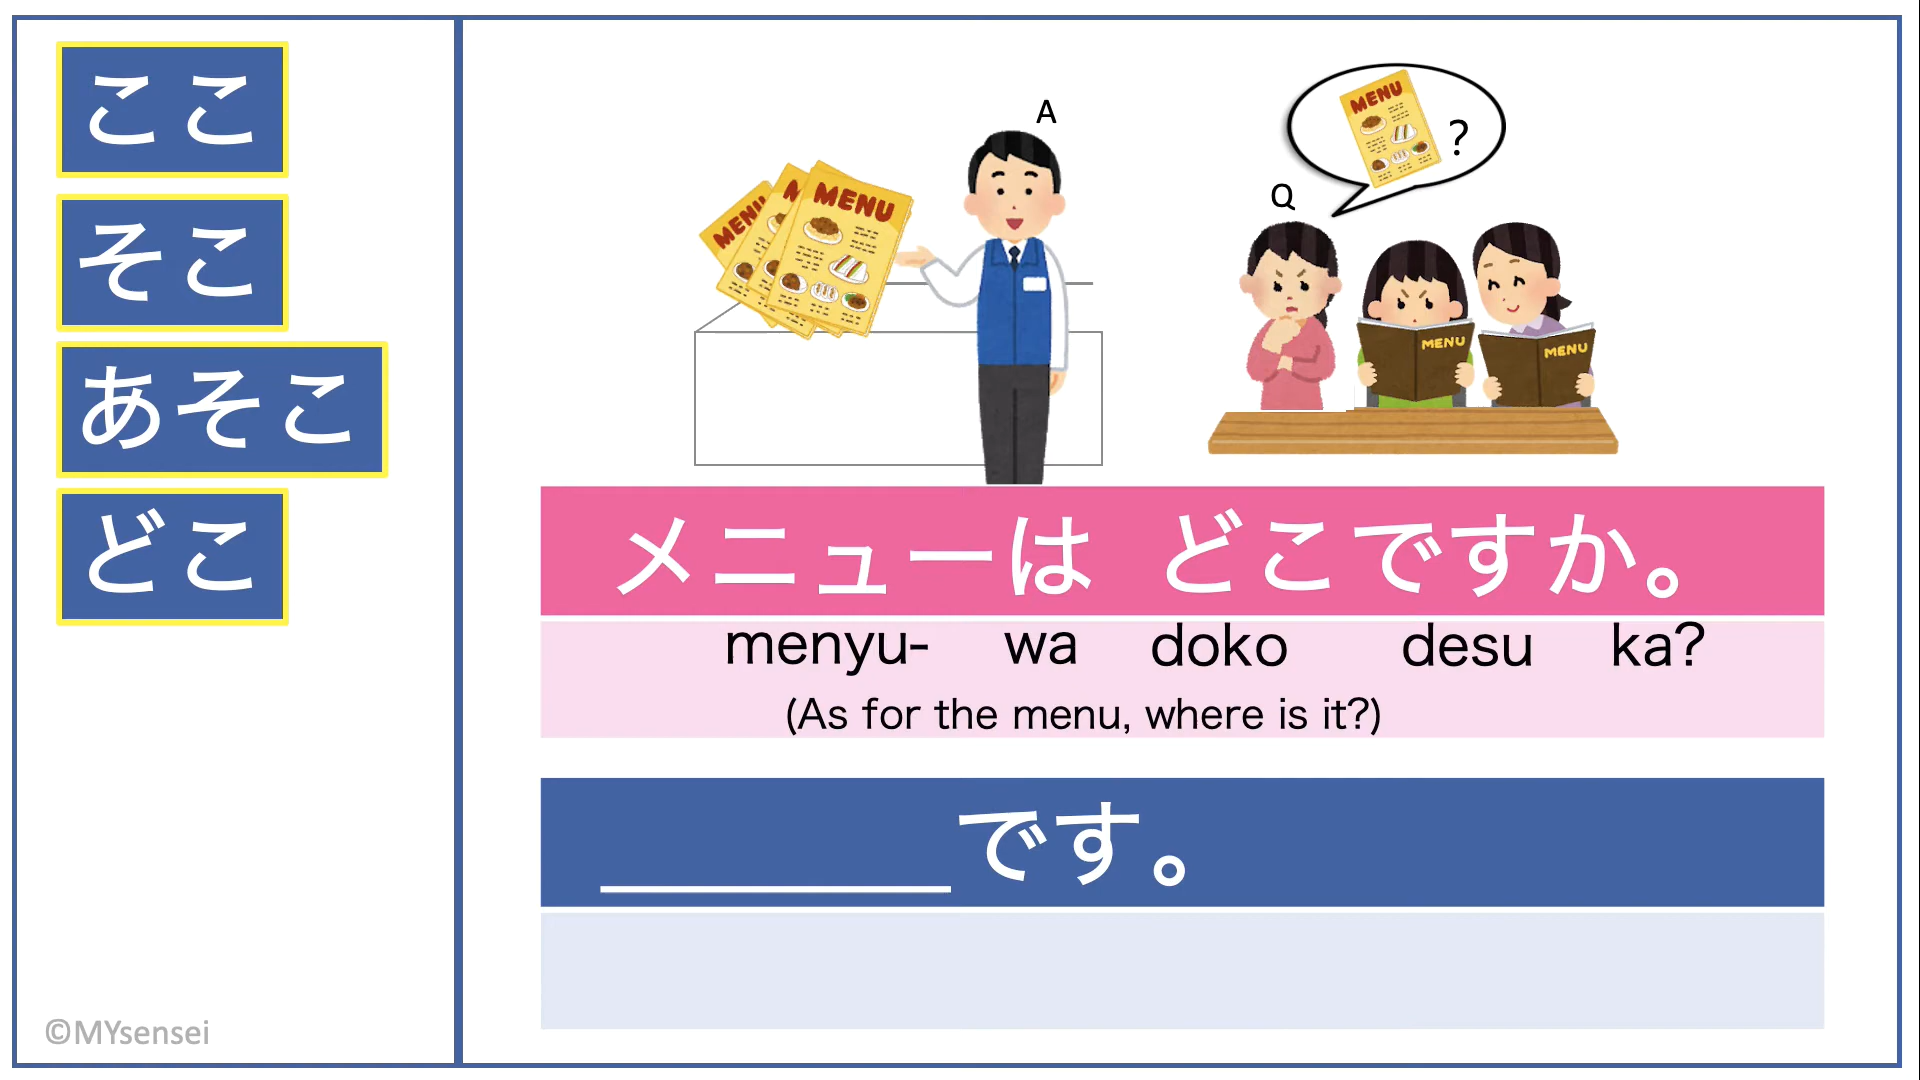 ここ
そこ
あそこ
どこ
A
Q
MENU
?
MENU
MENU
M
MENU
MENU
メニューは どこですか。
menyu- wa doko desu ka?
(As for the menu, where is it?)
_______です。
©MYsensei